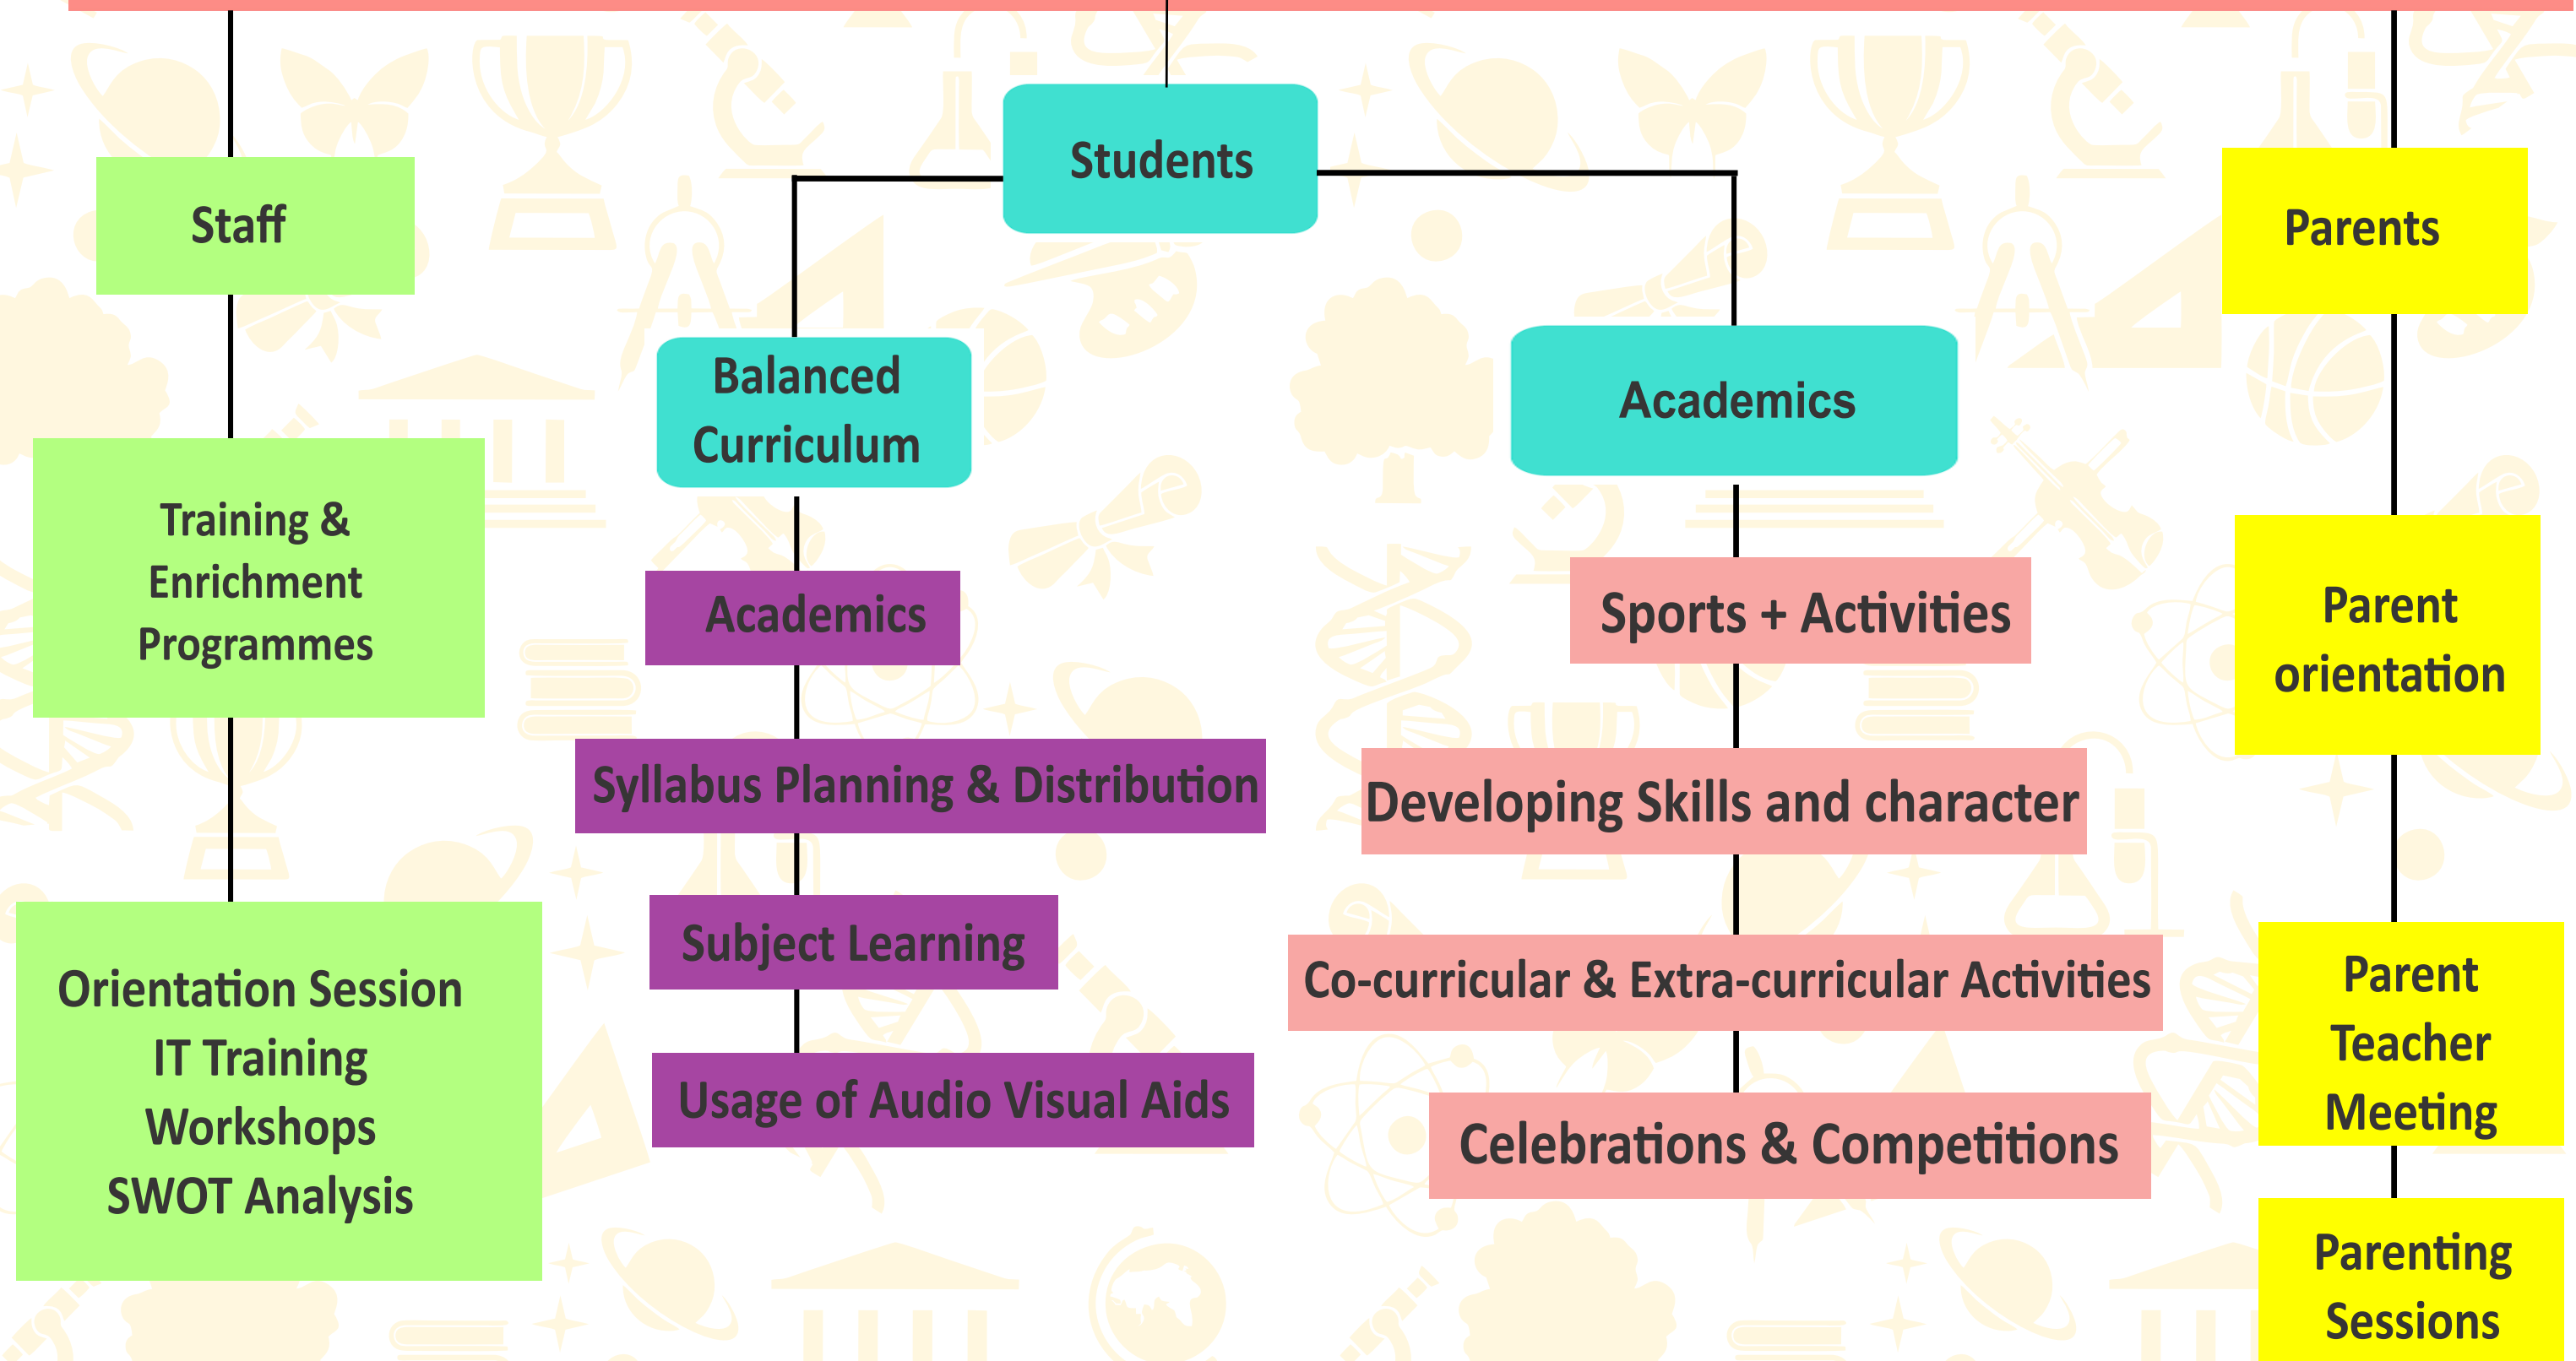 Students
Staff
Parents
Balanced
Curriculum
Academics
Training &
Enrichment
Programmes
Academics
Sports + Activities
Parent
orientation
Syllabus Planning & Distribution
Developing Skills and character
Subject Learning
Co-curricular & Extra-curricular Activities
Orientation Session
IT Training
Workshops
SWOT Analysis
Parent
Teacher
Meeting
Usage of Audio Visual Aids
Celebrations & Competitions
Parenting
Sessions